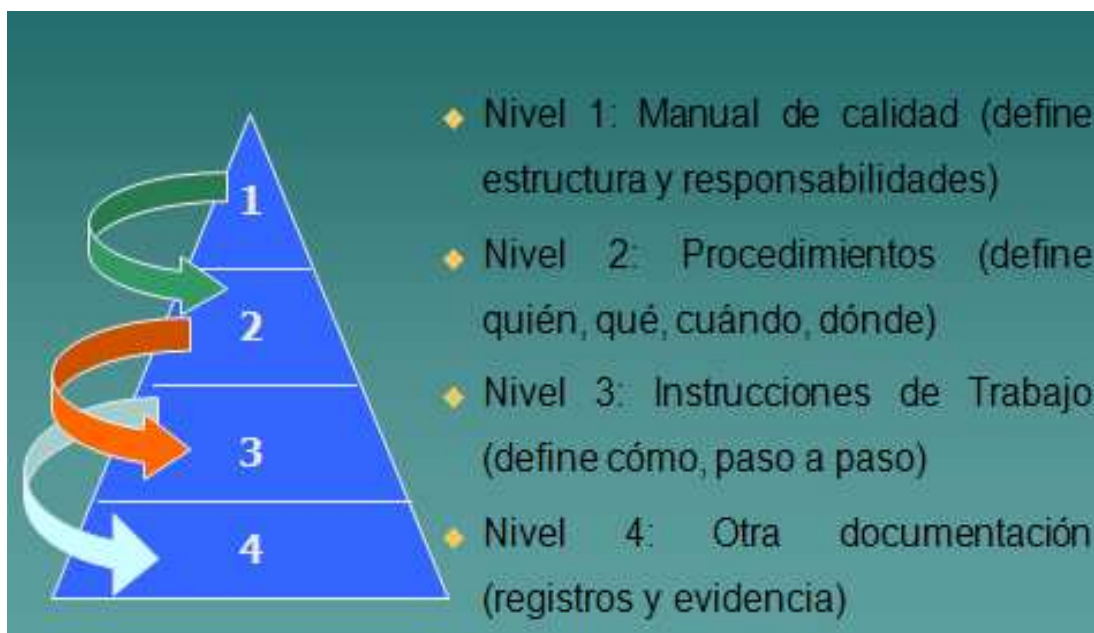 1
2
3
4
Nivel 1: Manual de calidad (define
estructura y responsabilidades)
Nivel 2: Procedimientos (define
quién, qué, cuándo, dónde)
Nivel 3: Instrucciones de Trabajo
(define cómo, paso a paso)
Nivel 4: Otra documentación
(registros y evidencia)